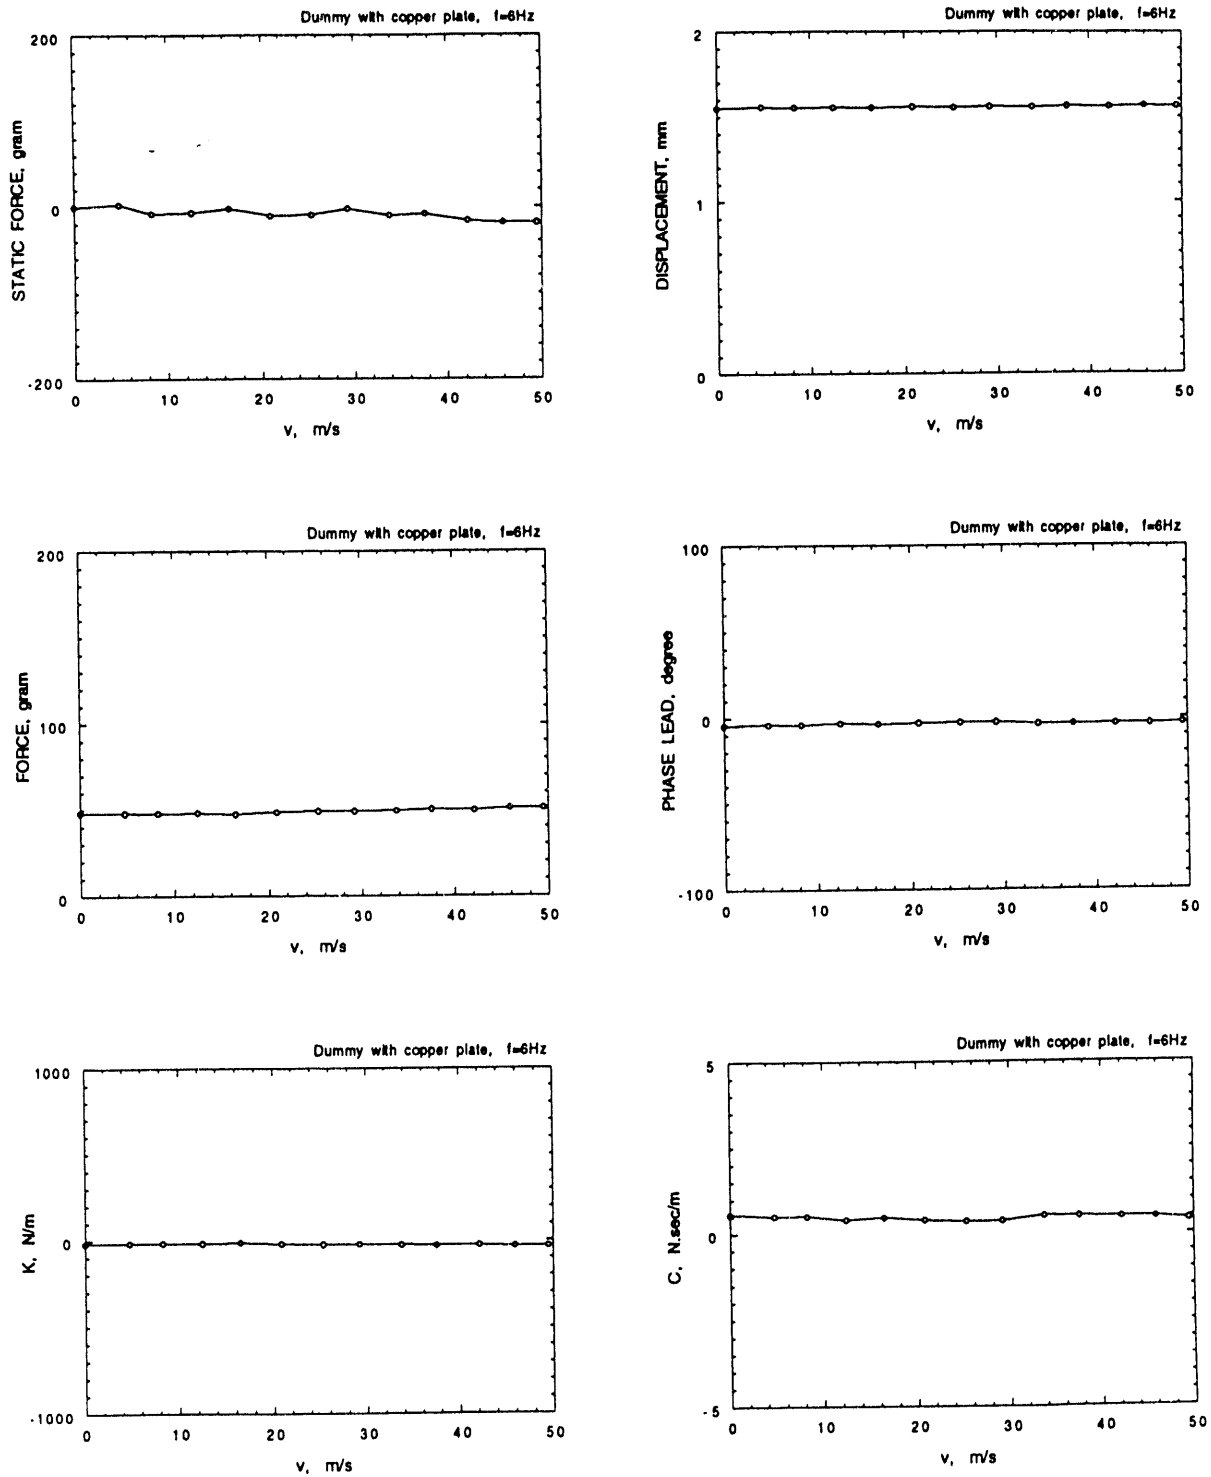 Dummy with copper plate, f=6Hz
200
0
-200
STATIC FORCE, gram
0 10 20 30 40 50
v, m/s
Dummy with copper plate, f=6Hz
2
1
0
DISPLACEMENT, mm
0 10 20 30 40 50
v, m/s
Dummy with copper plate, f=6Hz
200
100
0
FORCE, gram
0 10 20 30 40 50
v, m/s
Dummy with copper plate, f=6Hz
100
0
-100
PHASE LEAD, degree
0 10 20 30 40 50
v, m/s
Dummy with copper plate, f=6Hz
1000
0
-1000
K, N/m
0 10 20 30 40 50
v, m/s
Dummy with copper plate, f=6Hz
5
0
-5
C, N.sec/m
0 10 20 30 40 50
v, m/s